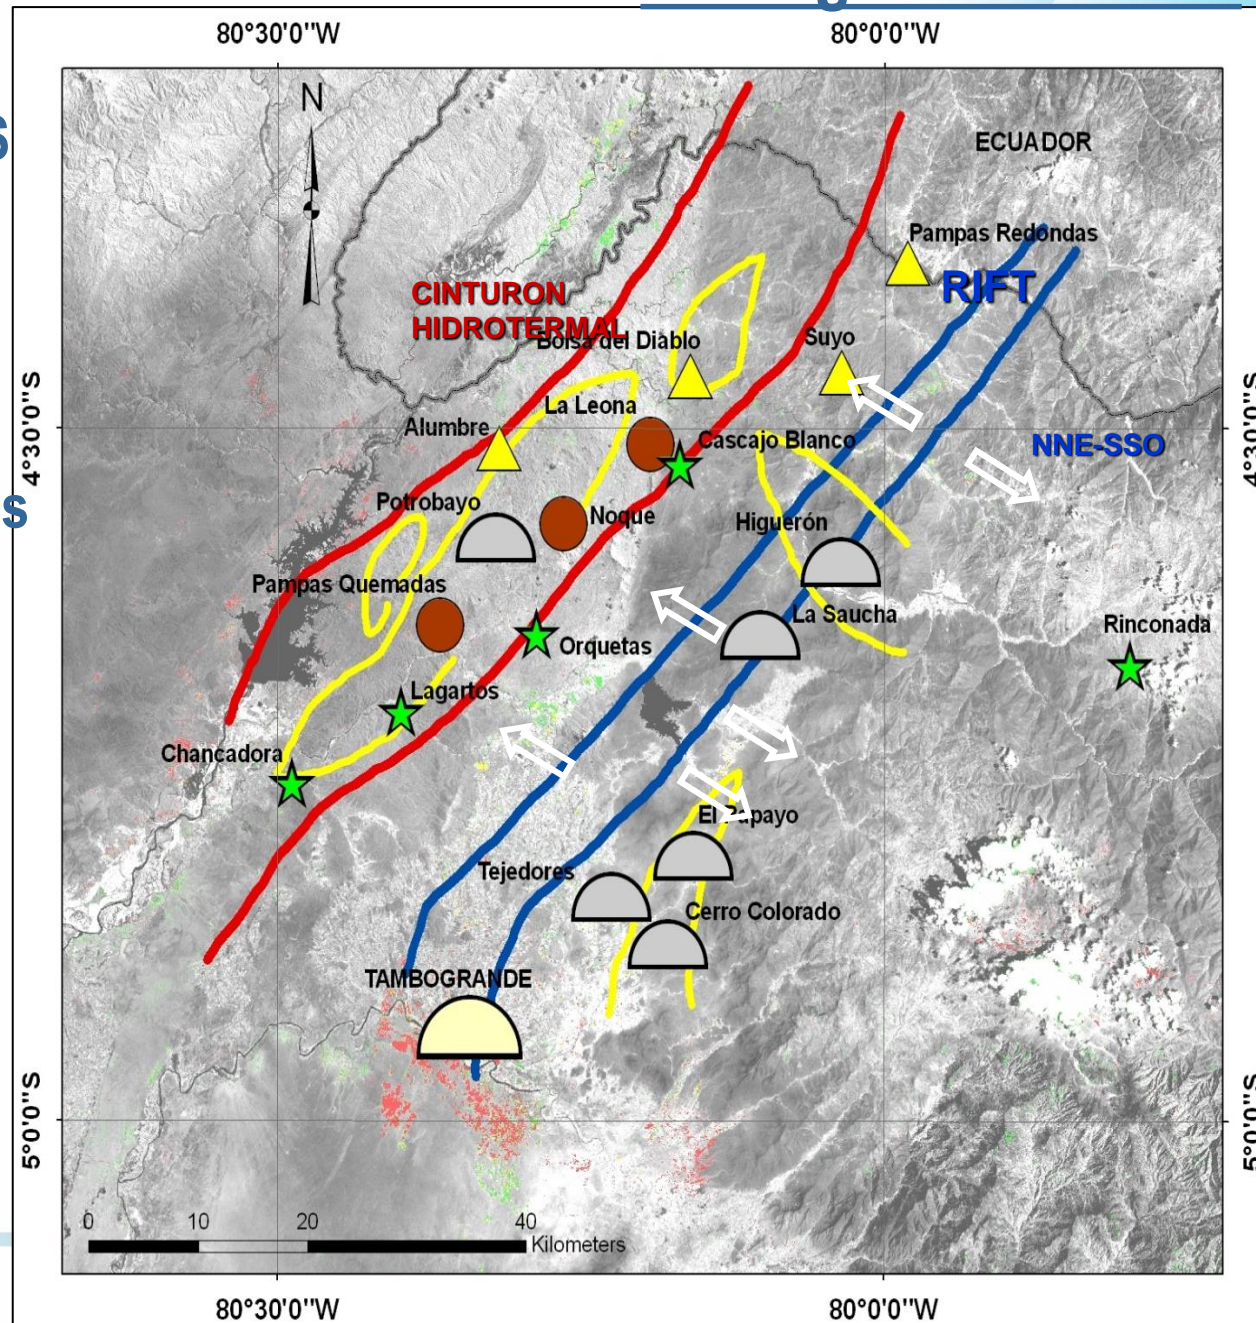 80°30'0"W
80°0'0"W
N
ECUADOR
Pampas Redondas
RIFT
CINTURON
HIDROTERMAL
Bolsa del Diablo
Suyo
4°30'0"S
4°30'0"S
La Leona
Alumbre
Cascajo Blanco
NNE-SSO
s
Potrobayo
Noque
Higuerón
Pampas Quemadas
La Saucha
Rinconada
Orquetas
Lagartos
Chancadora
El Papayo
Tejedores
Cerro Colorado
TAMBOGRANDE
5°0'0"S
5°0'0"S
0 10 20 40
Kilometers
80°30'0"W
80°0'0"W